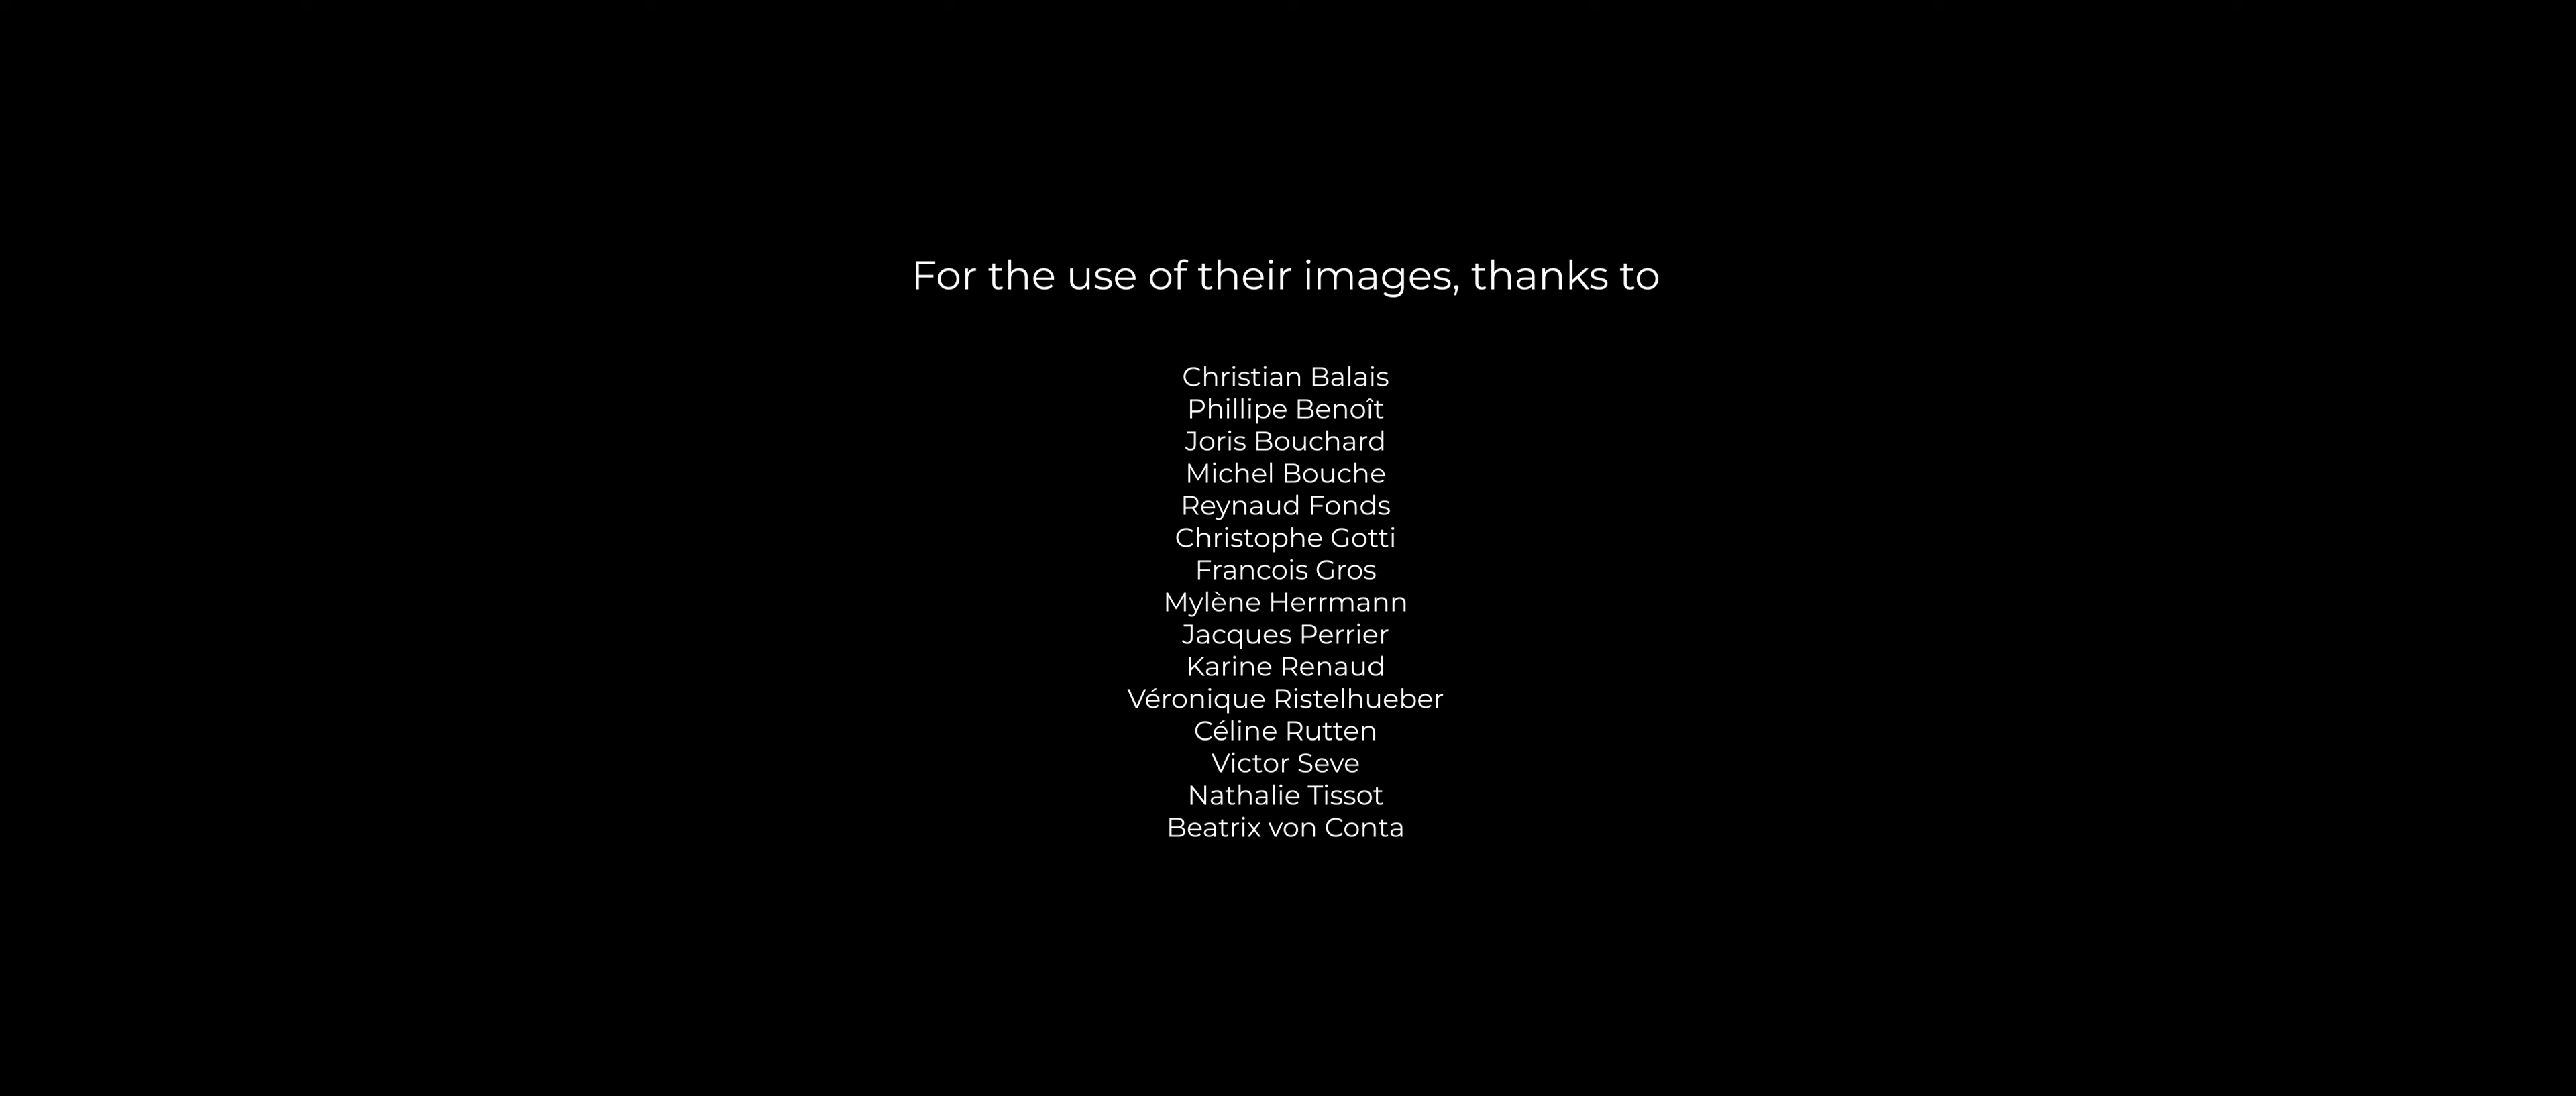 For the use of their images, thanks to
Christian Balais
Phillipe Benoît
Joris Bouchard
Michel Bouche
Reynaud Fonds
Christophe Gotti
Francois Gros
Mylène Herrmann
Jacques Perrier
Karine Renaud
Véronique Ristelhueber
Céline Rutten
Victor Seve
Nathalie Tissot
Beatrix von Conta